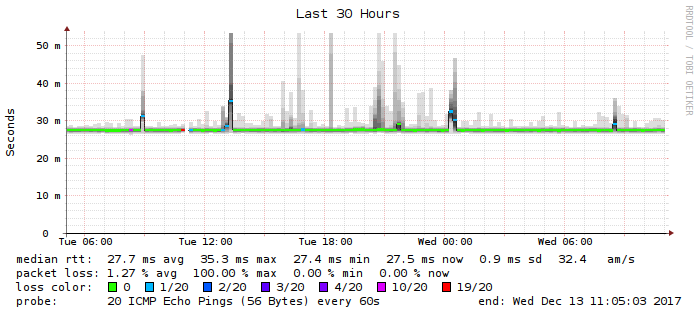 Last 30 Hours
RRDTOOL / TOBI OETIKER
Seconds
50 m
40 m
30 m
20 m
10 m
0
Tue 06:00 Tue 12:00 Tue 18:00 Wed 00:00 Wed 06:00
median rtt: 27.7 ms avg 35.3 ms max 27.4 ms min 27.5 ms now 0.9 ms sd 32.4 am/s
packet loss: 1.27 % avg 100.00 % max 0.00 % min 0.00 % now
loss color: 0 1/20 2/20 3/20 4/20 10/20 19/20
probe: 20 ICMP Echo Pings (56 Bytes) every 60s end: Wed Dec 13 11:05:03 2017